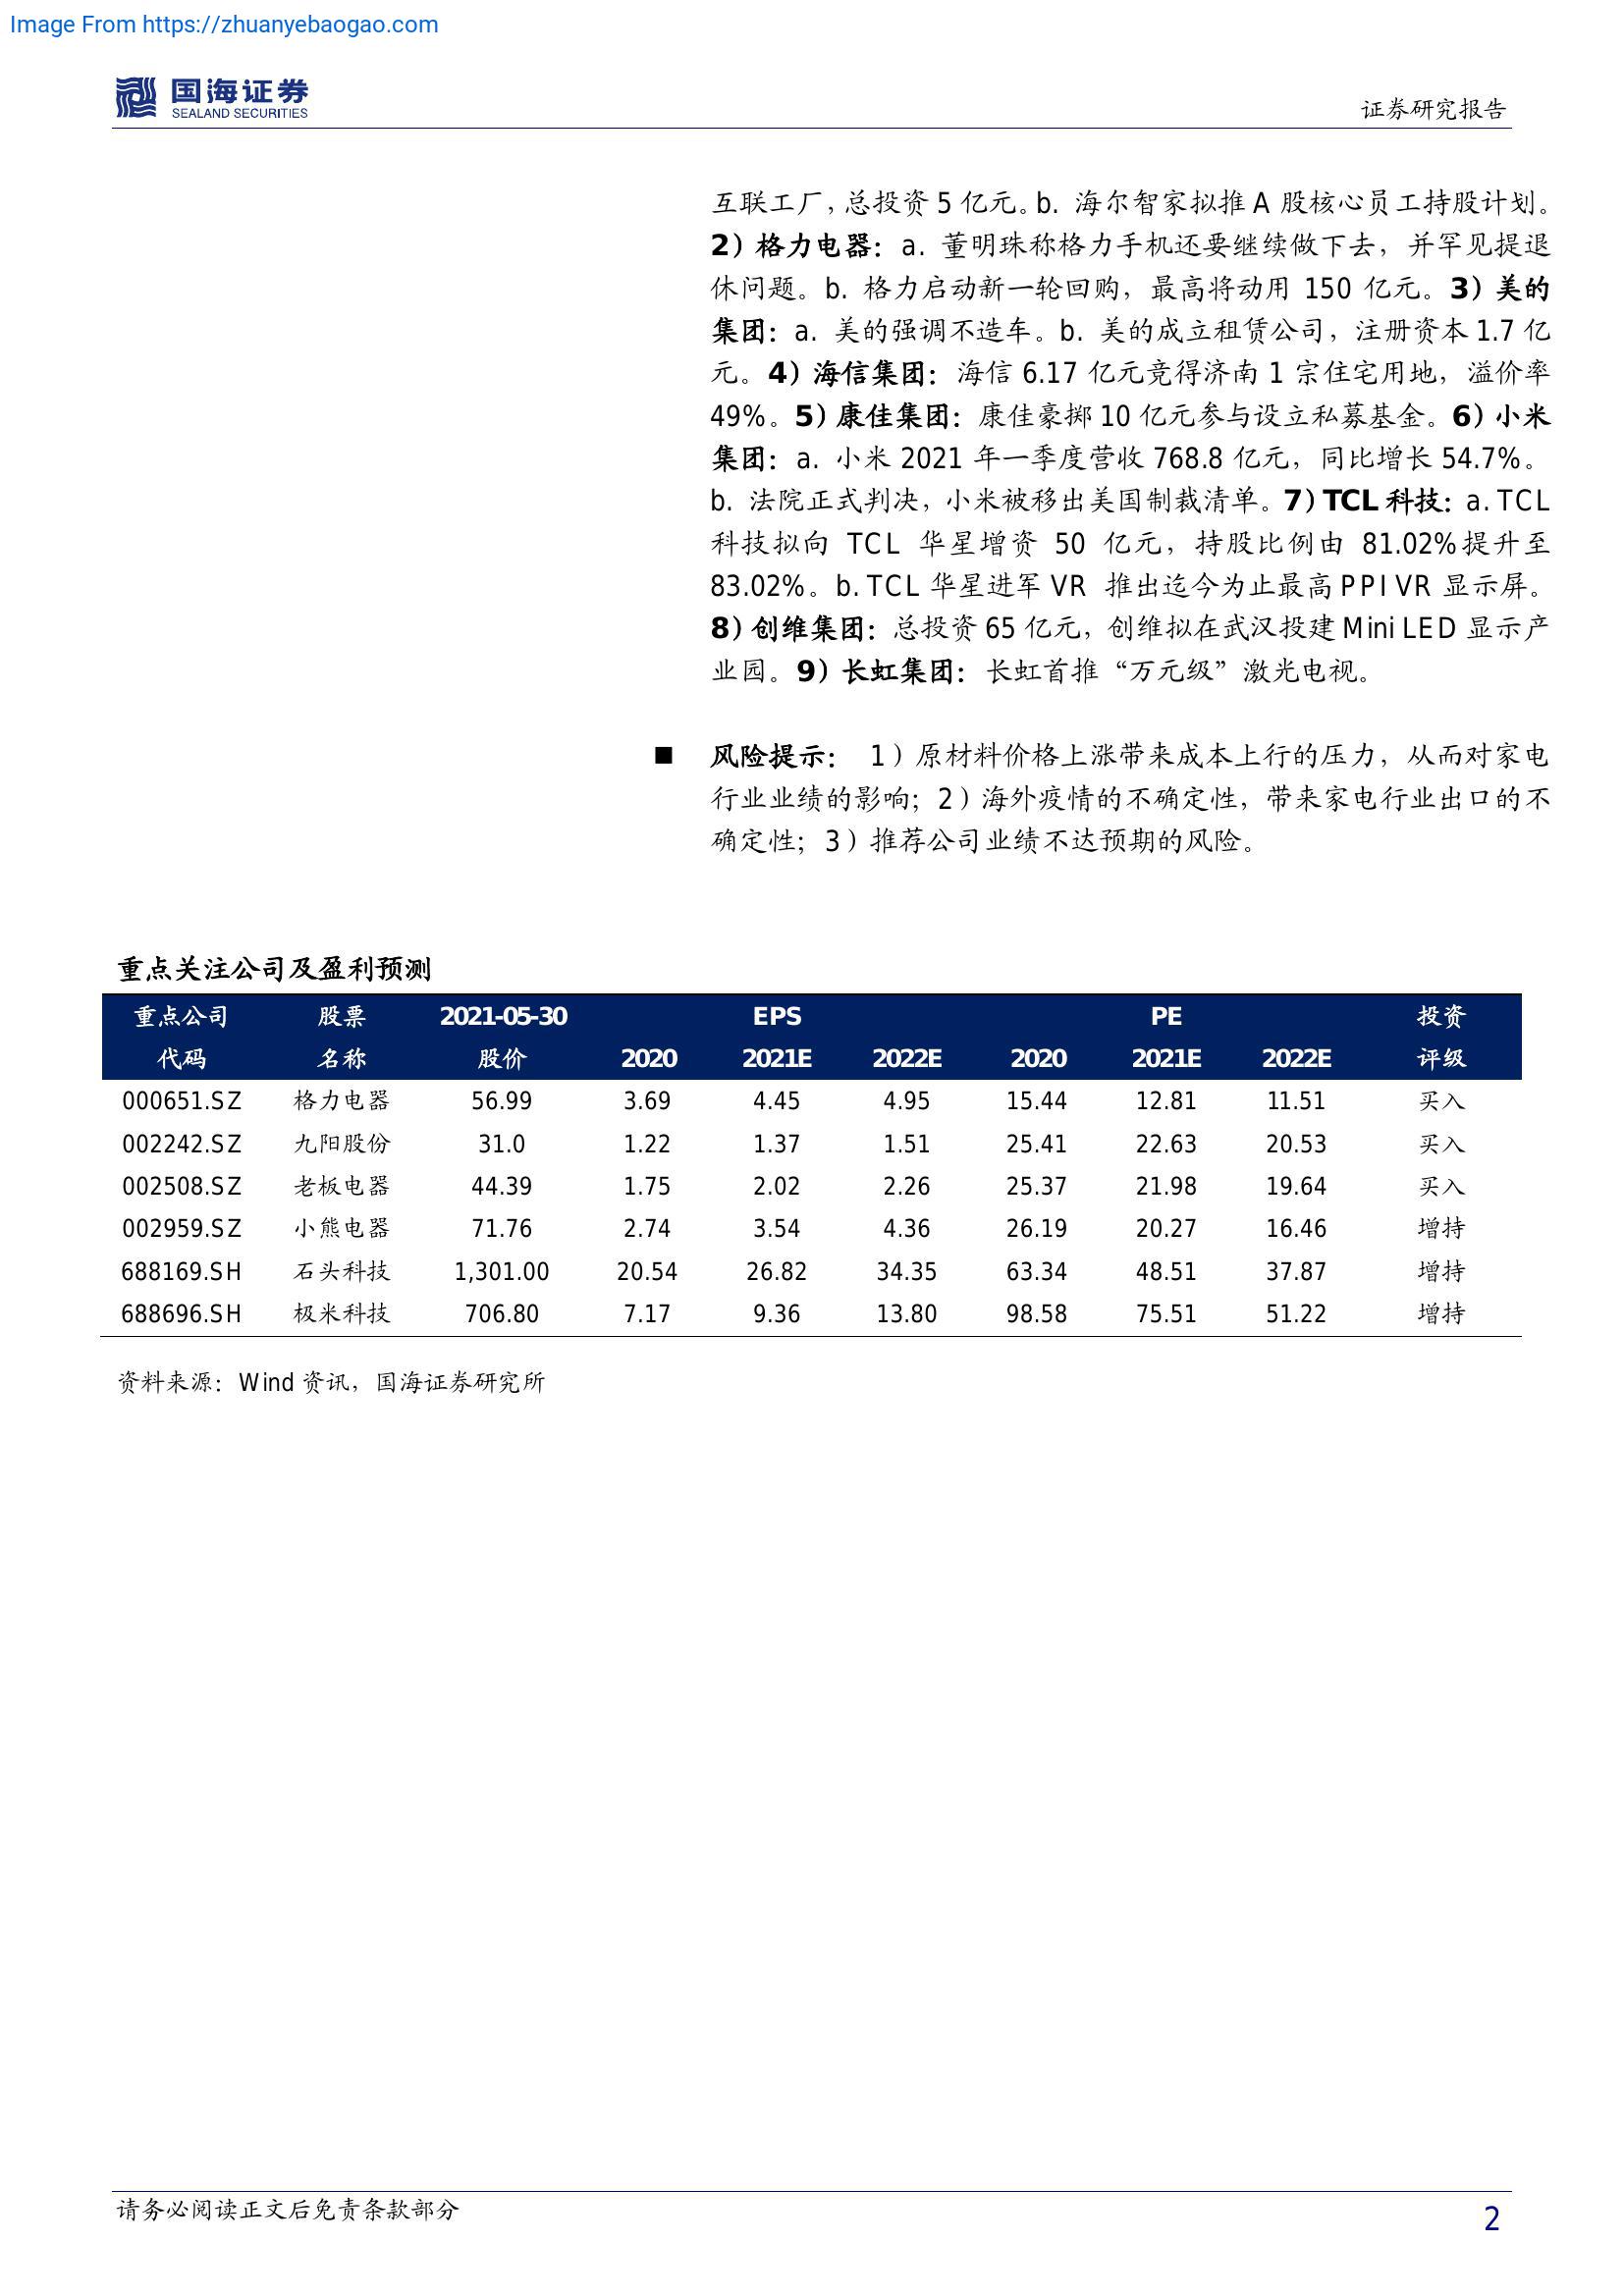 Image From https://zhuanyebaogao.com
国海证券
SEALAND SECURITIES
证券研究报告
互联工厂，总投资 5 亿元。b. 海尔智家拟推 A 股核心员工持股计划。
2）格力电器：a. 董明珠称格力手机还要继续做下去，并罕见提退
休问题。b. 格力启动新一轮回购，最高将动用 150 亿元。3）美的
集团：a. 美的强调不造车。b. 美的成立租赁公司，注册资本 1.7 亿
元。4）海信集团：海信 6.17 亿元竞得济南 1 宗住宅用地，溢价率
49%。5）康佳集团：康佳豪掷 10 亿元参与设立私募基金。6）小米
集团：a. 小米 2021 年一季度营收 768.8 亿元，同比增长 54.7%。
b. 法院正式判决，小米被移出美国制裁清单。7）TCL 科技：a. TCL
科技拟向 TCL 华星增资 50 亿元，持股比例由 81.02%提升至
83.02%。b. TCL 华星进军 VR 推出迄今为止最高 PPI VR 显示屏。
8）创维集团：总投资 65 亿元，创维拟在武汉投建 Mini LED 显示产
业园。9）长虹集团：长虹首推“万元级”激光电视。
■ 风险提示： 1）原材料价格上涨带来成本上行的压力，从而对家电
行业业绩的影响；2）海外疫情的不确定性，带来家电行业出口的不
确定性；3）推荐公司业绩不达预期的风险。
重点关注公司及盈利预测
重点公司 股票 2021-05-30 EPS PE 投资
代码 名称 股价 2020 2021E 2022E 2020 2021E 2022E 评级
000651.SZ 格力电器 56.99 3.69 4.45 4.95 15.44 12.81 11.51 买入
002242.SZ 九阳股份 31.0 1.22 1.37 1.51 25.41 22.63 20.53 买入
002508.SZ 老板电器 44.39 1.75 2.02 2.26 25.37 21.98 19.64 买入
002959.SZ 小熊电器 71.76 2.74 3.54 4.36 26.19 20.27 16.46 增持
688169.SH 石头科技 1,301.00 20.54 26.82 34.35 63.34 48.51 37.87 增持
688696.SH 极米科技 706.80 7.17 9.36 13.80 98.58 75.51 51.22 增持
资料来源：Wind 资讯，国海证券研究所
请务必阅读正文后免责条款部分
2